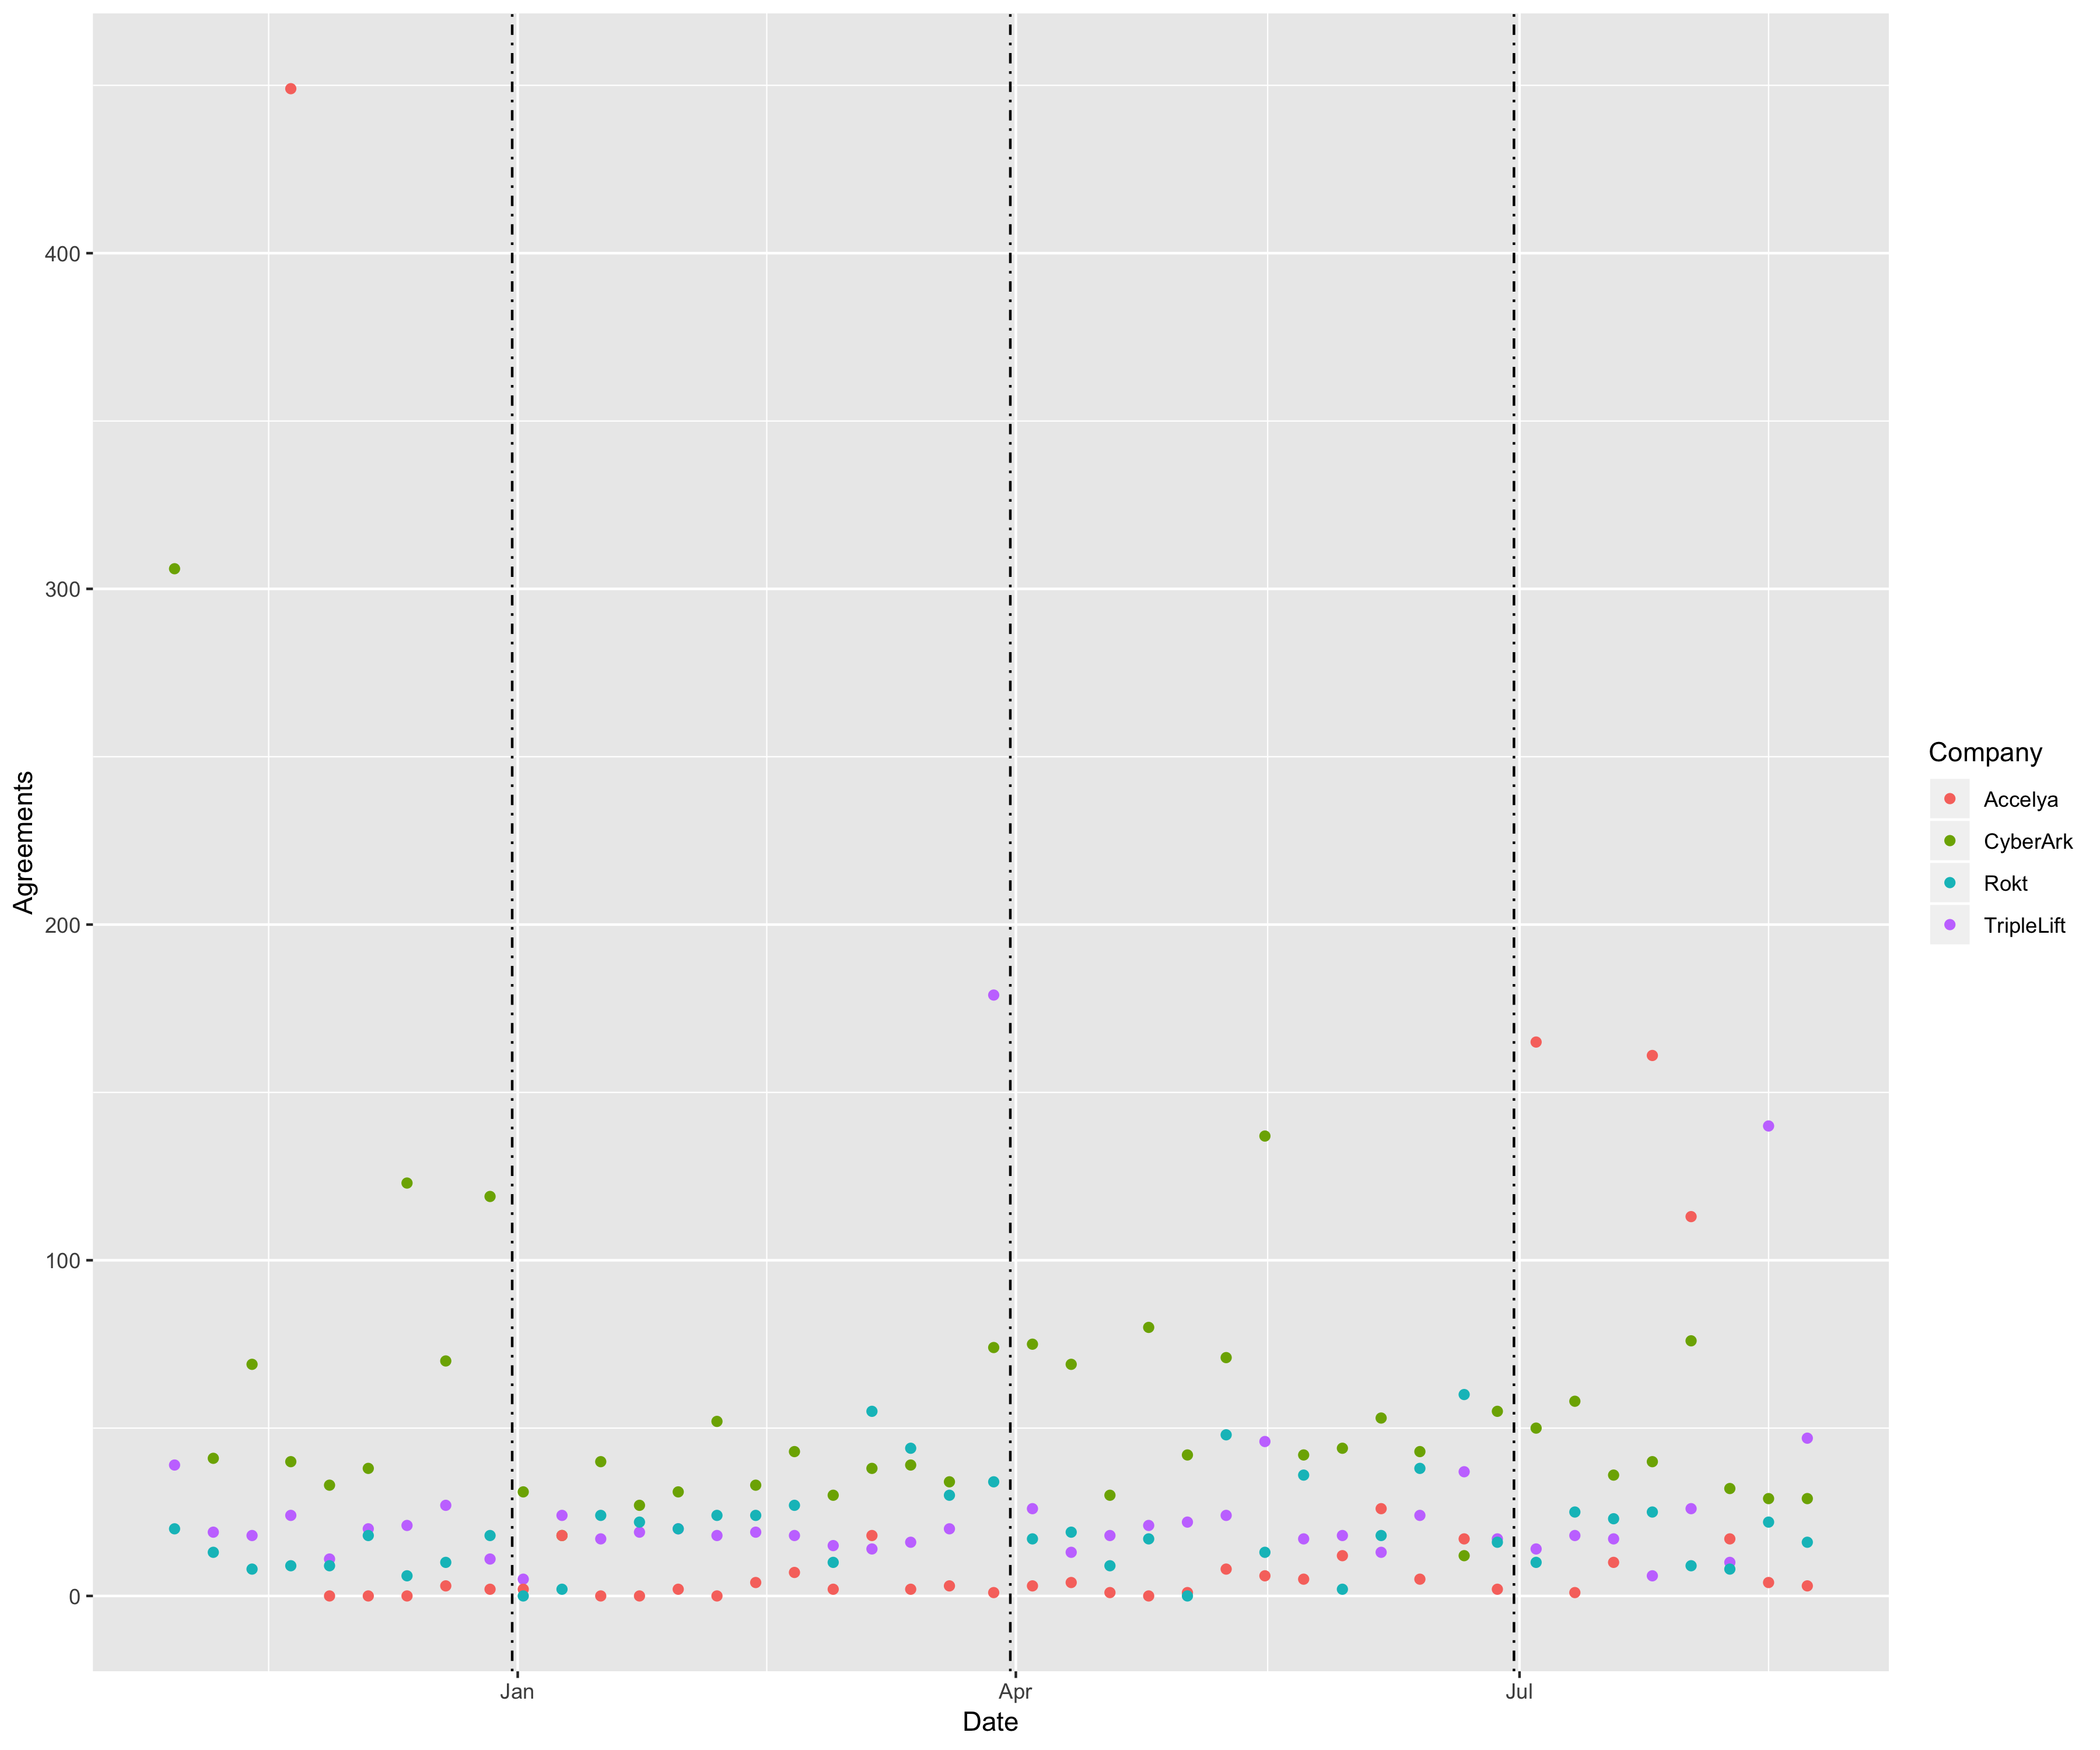 400
300
200
100
0
Agreements
Jan
Apr
Jul
Date
Company
Accelya
CyberArk
Rokt
TripleLift